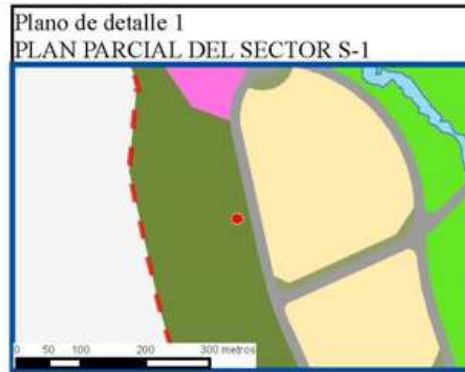 Plano de detalle 1
PLAN PARCIAL DEL SECTOR S-1
0 50 100 200 300 metros